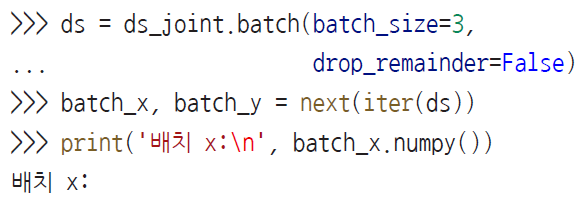 >>> ds = ds_joint.batch(batch_size=3,
...                     drop_remainder=False)
>>> batch_x, batch_y = next(iter(ds))
>>> print('배치 x:\n', batch_x.numpy())
배치 x: